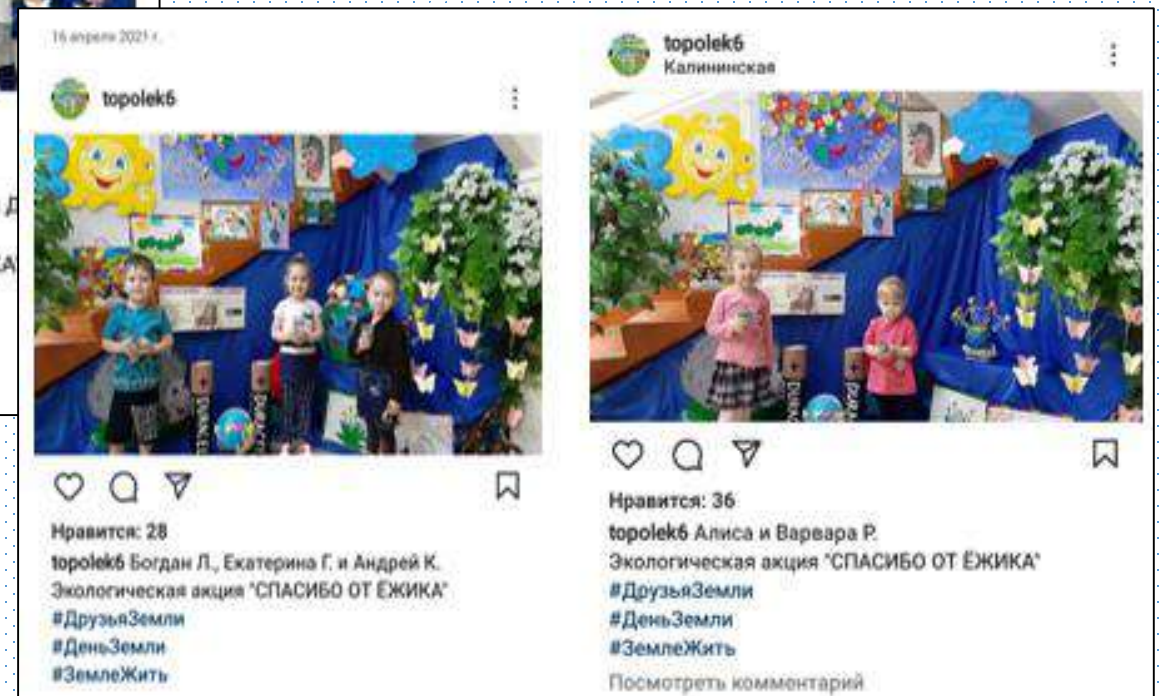 16 апреля 2021 г.
topolek6
Нравится: 28
topolek6 Богдан Л., Екатерина Г. и Андрей К.
Экологическая акция "СПАСИБО ОТ ЁЖИКА"
#ДрузьяЗемли
#ДеньЗемли
#ЗемлеЖить
topolek6
Калининская
Нравится: 36
topolek6 Алиса и Варвара Р.
Экологическая акция "СПАСИБО ОТ ЁЖИКА"
#ДрузьяЗемли
#ДеньЗемли
#ЗемлеЖить
Посмотреть комментарий